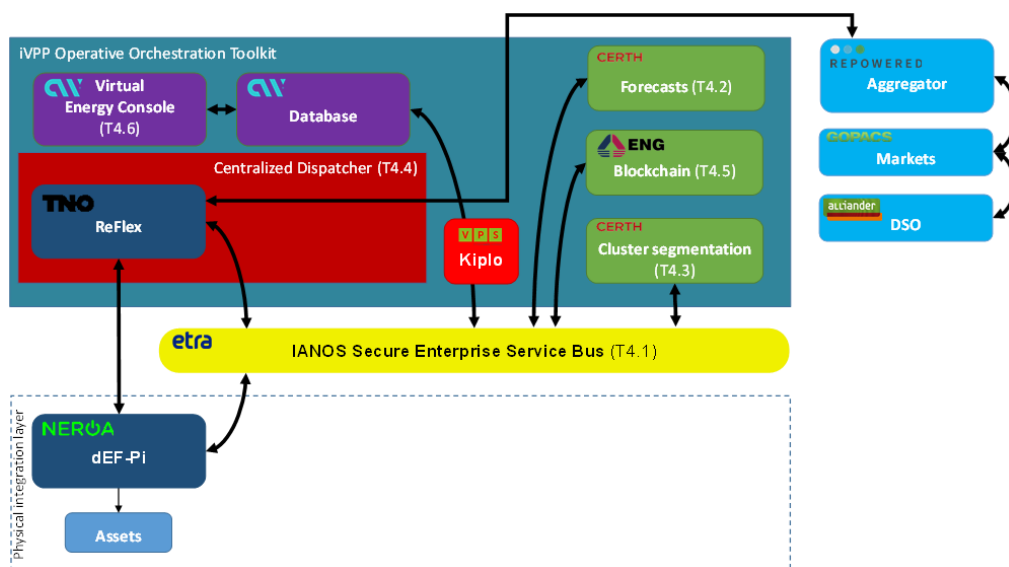 iVPP Operative Orchestration Toolkit
Virtual
Energy Console
(T4.6)
Database
CERTH
Forecasts (T4.2)
REPOWERED
Aggregator
ENG
Blockchain (T4.5)
GOPACS
Markets
Centralized Dispatcher (T4.4)
TNO
ReFlex
VPS
Kiplo
CERTH
Cluster segmentation
(T4.3)
alliander
DSO
etra
IANOS Secure Enterprise Service Bus (T4.1)
Physical integration layer
NEROA
dEF-Pi
Assets